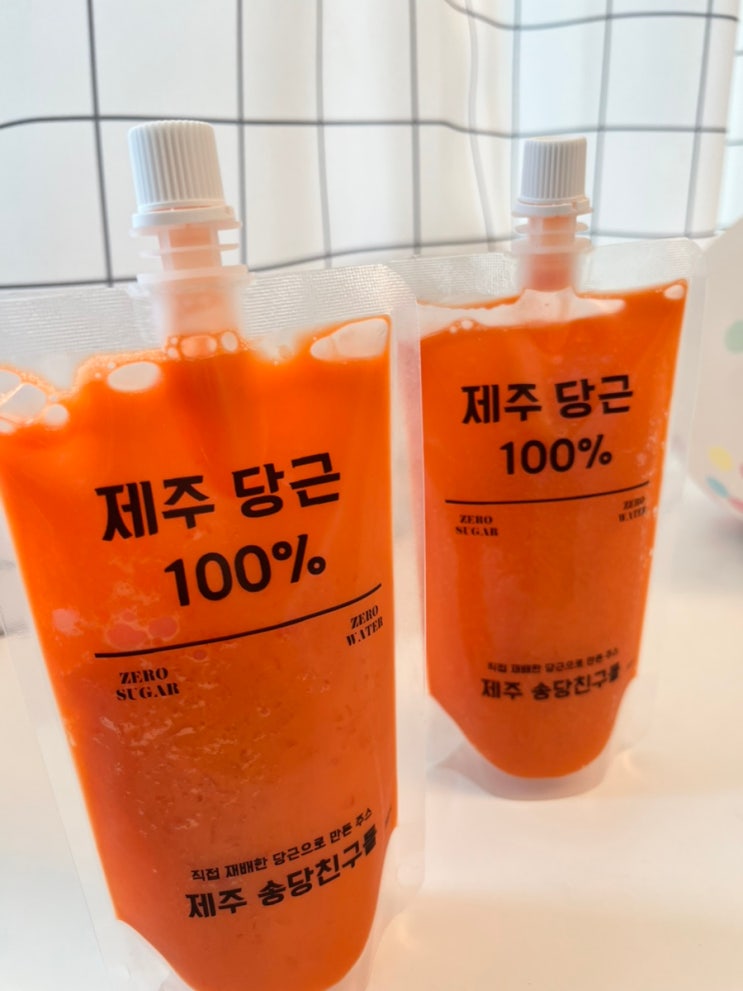 제주 당근
100%
ZERO
SUGAR
ZERO
WATER
직접 재배한 당근으로 만든 주스
제주 송당친구들
제주 당근
100%
ZERO
SUGAR
ZERO
WATER
직접 재배한 당근으로 만든 주스
제주 송당친구들